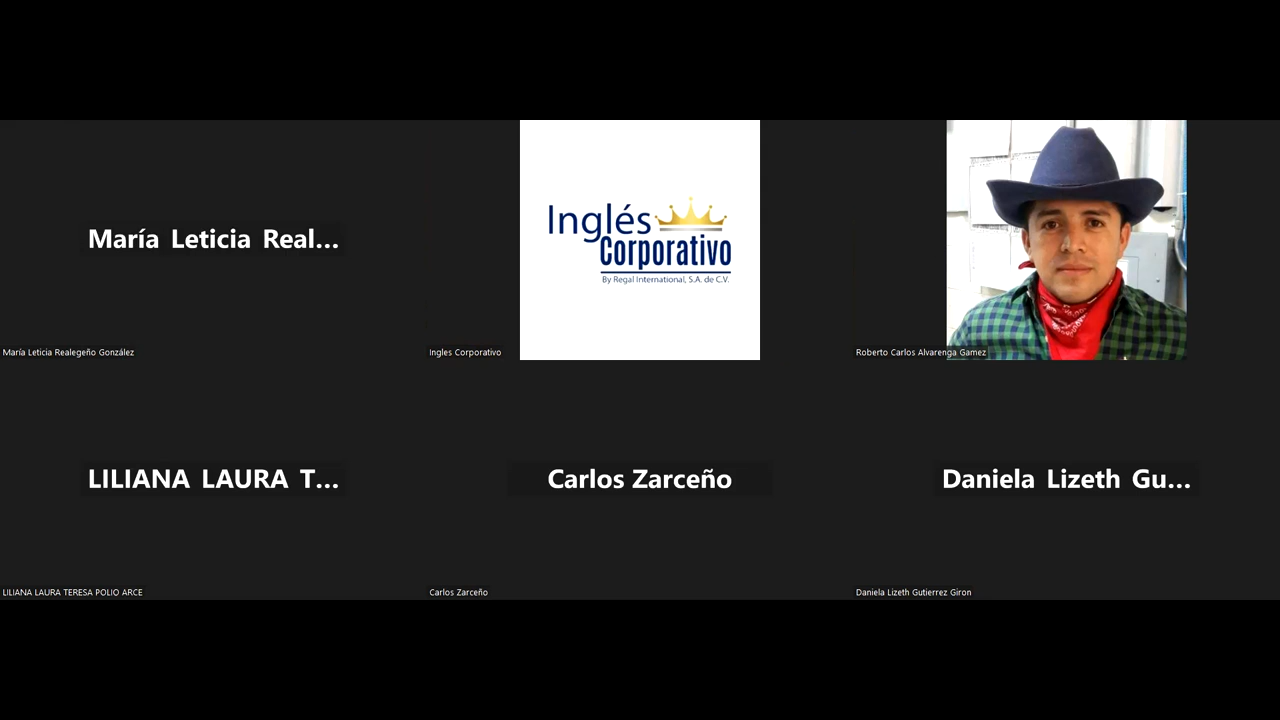 María Leticia Real...
María Leticia Realegeño González
Inglés
Corporativo
By Regal International, S.A. de C.V.
Ingles Corporativo
Roberto Carlos Alvarenga Gamez
LILIANA LAURA T...
LILIANA LAURA TERESA POLIO ARCE
Carlos Zarceño
Carlos Zarceño
Daniela Lizeth Gu...
Daniela Lizeth Gutierrez Giron